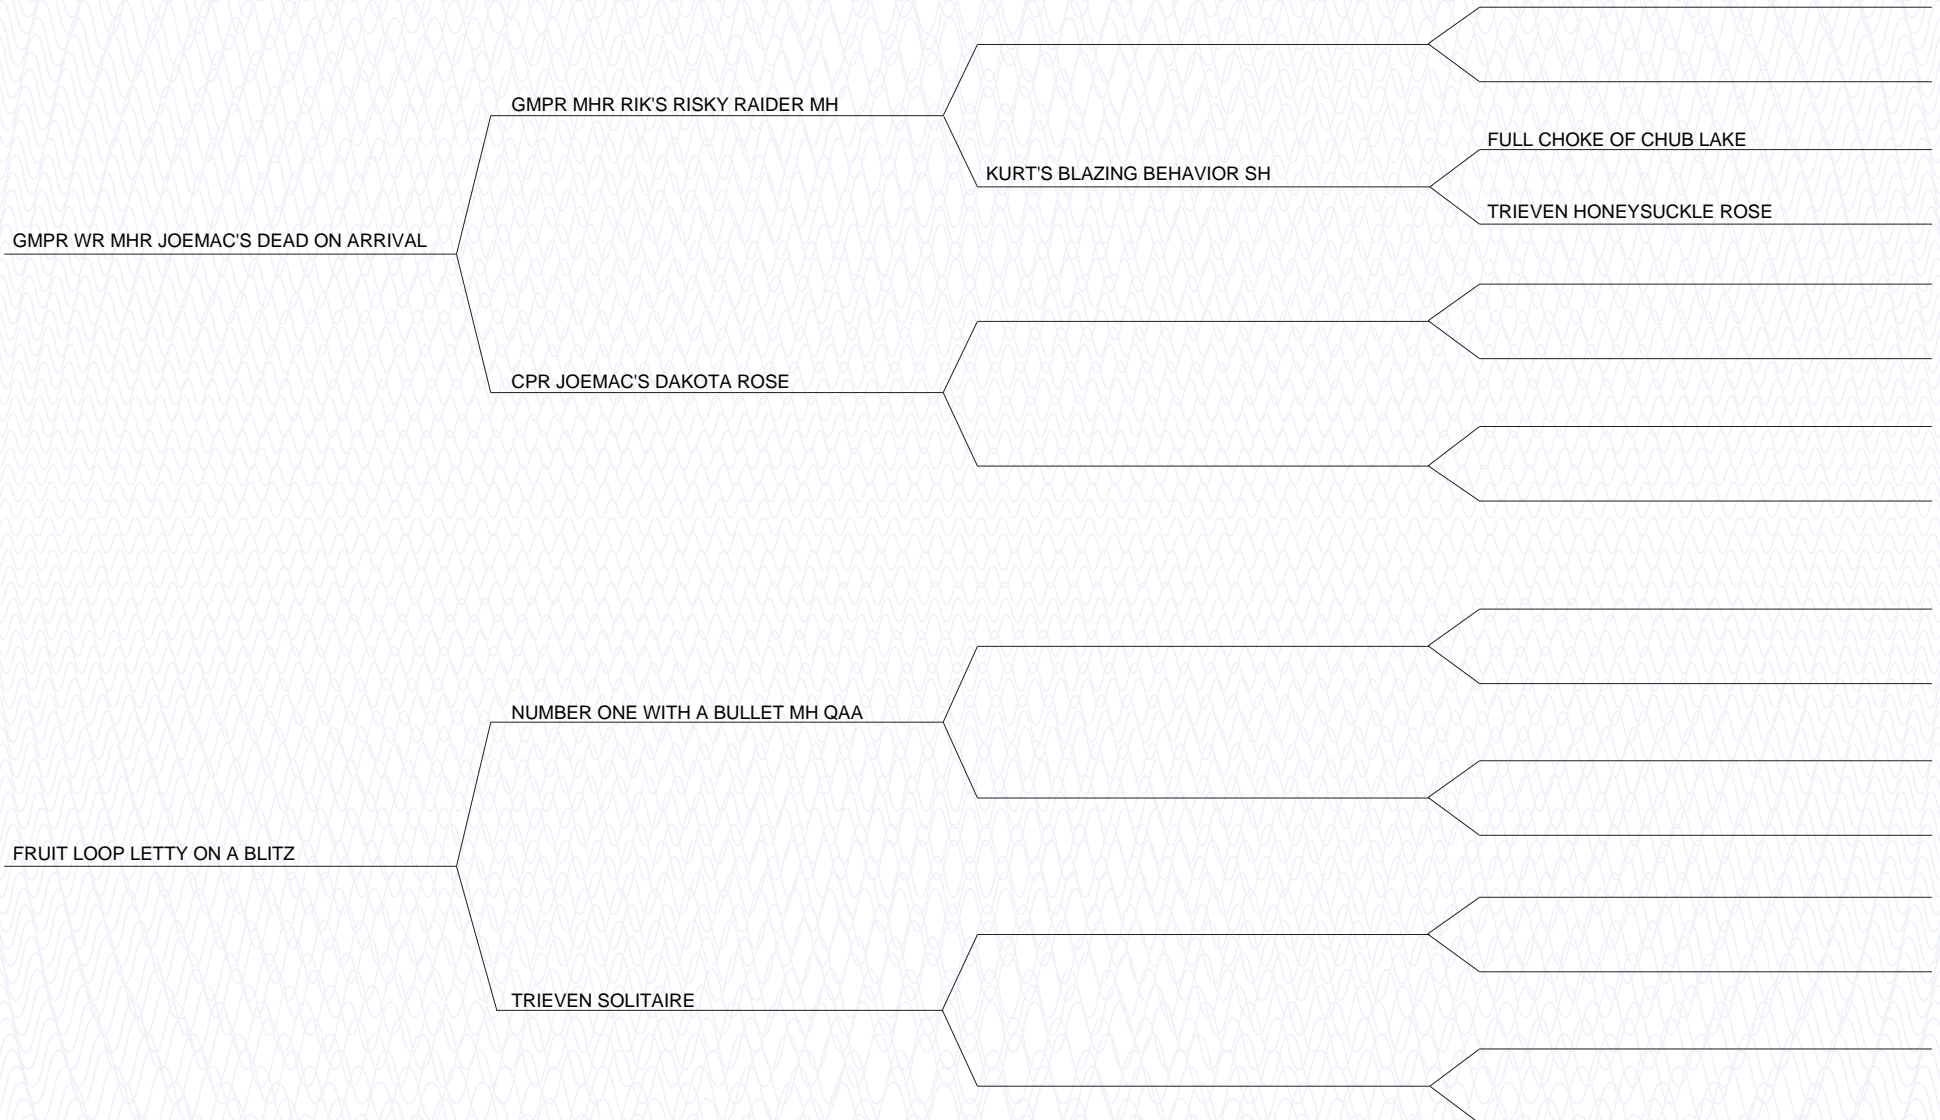 GMPR MHR RIK'S RISKY RAIDER MH
FULL CHOKE OF CHUB LAKE
KURT'S BLAZING BEHAVIOR SH
TRIEVEN HONEYSUCKLE ROSE
GMPR WR MHR JOEMAC'S DEAD ON ARRIVAL
CPR JOEMAC'S DAKOTA ROSE
NUMBER ONE WITH A BULLET MH QAA
FRUIT LOOP LETTY ON A BLITZ
TRIEVEN SOLITAIRE